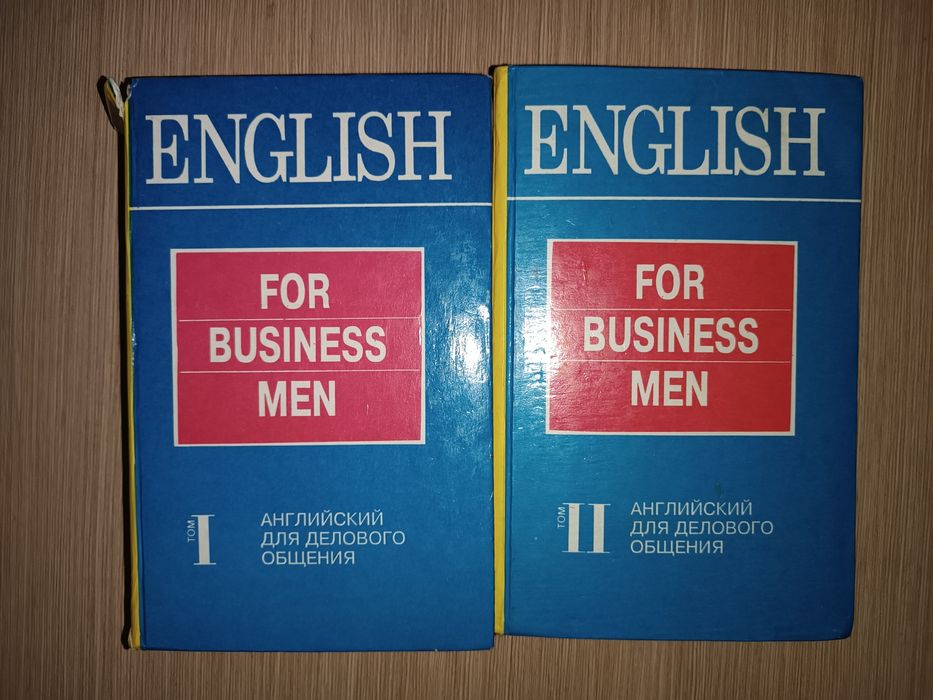 ENGLISH
FOR
BUSINESS
MEN
ТОМ I
АНГЛИЙСКИЙ
ДЛЯ ДЕЛОВОГО
ОБЩЕНИЯ
ENGLISH
FOR
BUSINESS
MEN
ТОМ II
АНГЛИЙСКИЙ
ДЛЯ ДЕЛОВОГО
ОБЩЕНИЯ